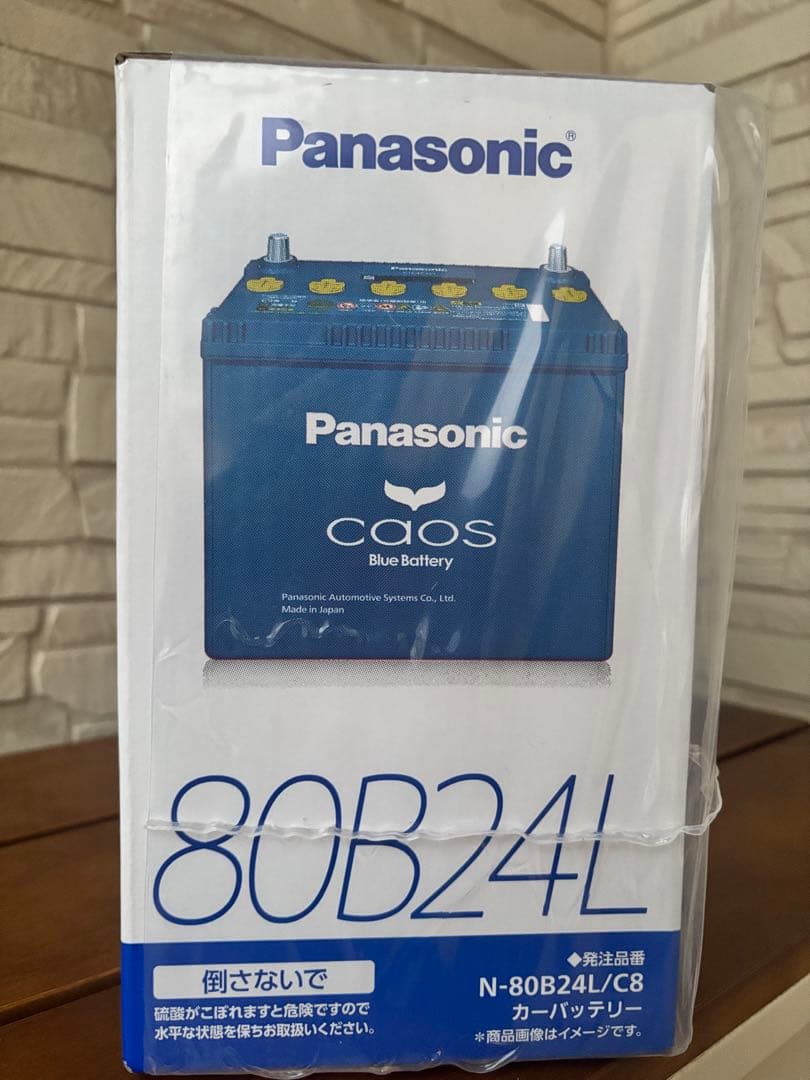 Panasonic®
Panasonic
Panasonic
caos
Blue Battery
Panasonic Automotive Systems Co., Ltd.
Made in Japan
80B24L
倒さないで
硫酸がこぼれますと危険ですので
水平な状態を保ちお取扱いください。
◆発注品番
N-80B24L/C8
カーバッテリー
*商品画像はイメージです。